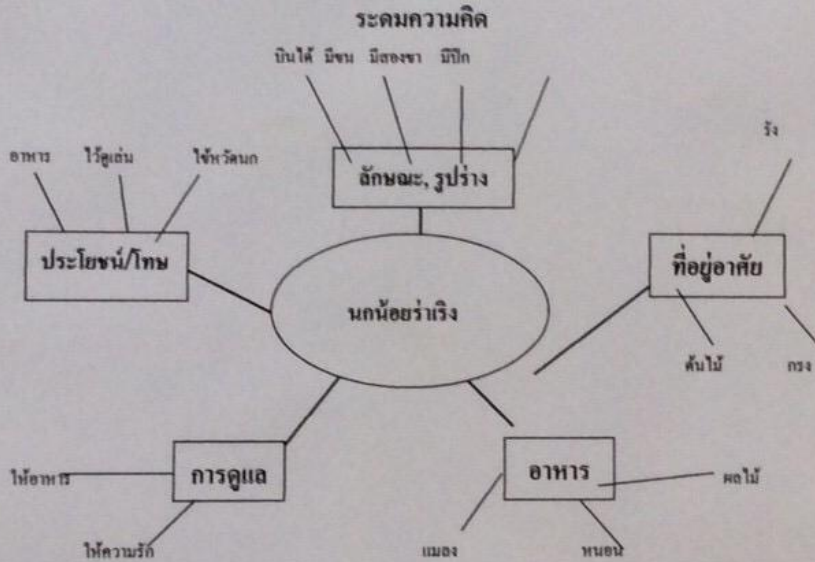 ระดมความคิด
บินได้ มีขน มีสองขา มีปีก
รัง
อาหาร ไว้ดูเล่น ไข้หวัดนก
ลักษณะ, รูปร่าง
ประโยชน์/โทษ
ที่อยู่อาศัย
นกน้อยร่าเริง
ต้นไม้ กรง
ให้อาหาร
การดูแล
อาหาร
ผลไม้
ให้ความรัก
แมลง
หนอน